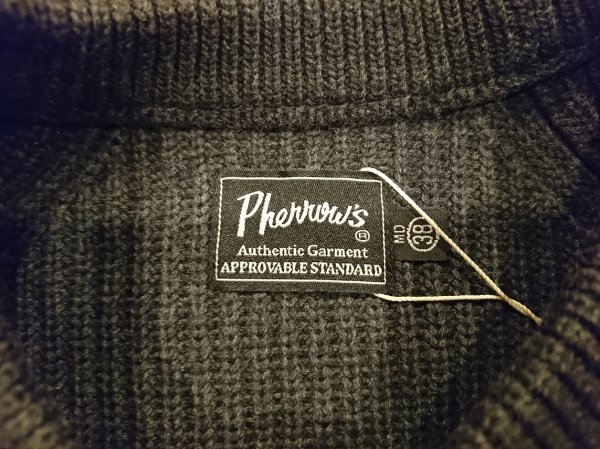 Pherrow's
®
Authentic Garment
APPROVABLE STANDARD
MD 38